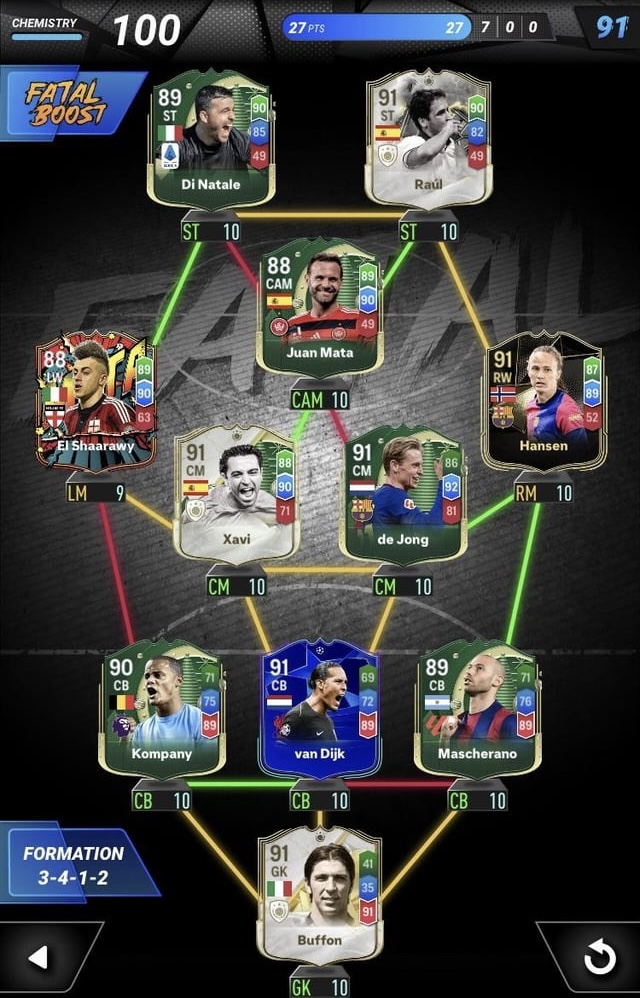 CHEMISTRY 100
27 PTS 27 7 0 0 91
FATAL
BOOST
89
ST
90
85
49
Di Natale
ST 10
91
ST
90
82
49
Raúl
ST 10
88
CAM
89
90
49
Juan Mata
CAM 10
88
LW
89
90
63
El Shaarawy
LM 9
91
RW
87
89
52
Hansen
RM 10
91
CM
88
90
71
Xavi
CM 10
91
CM
86
92
81
de Jong
CM 10
90
CB
71
75
89
Kompany
CB 10
91
CB
69
72
89
van Dijk
CB 10
89
CB
71
76
89
Mascherano
CB 10
FORMATION
3-4-1-2
91
GK
41
35
91
Buffon
GK 10